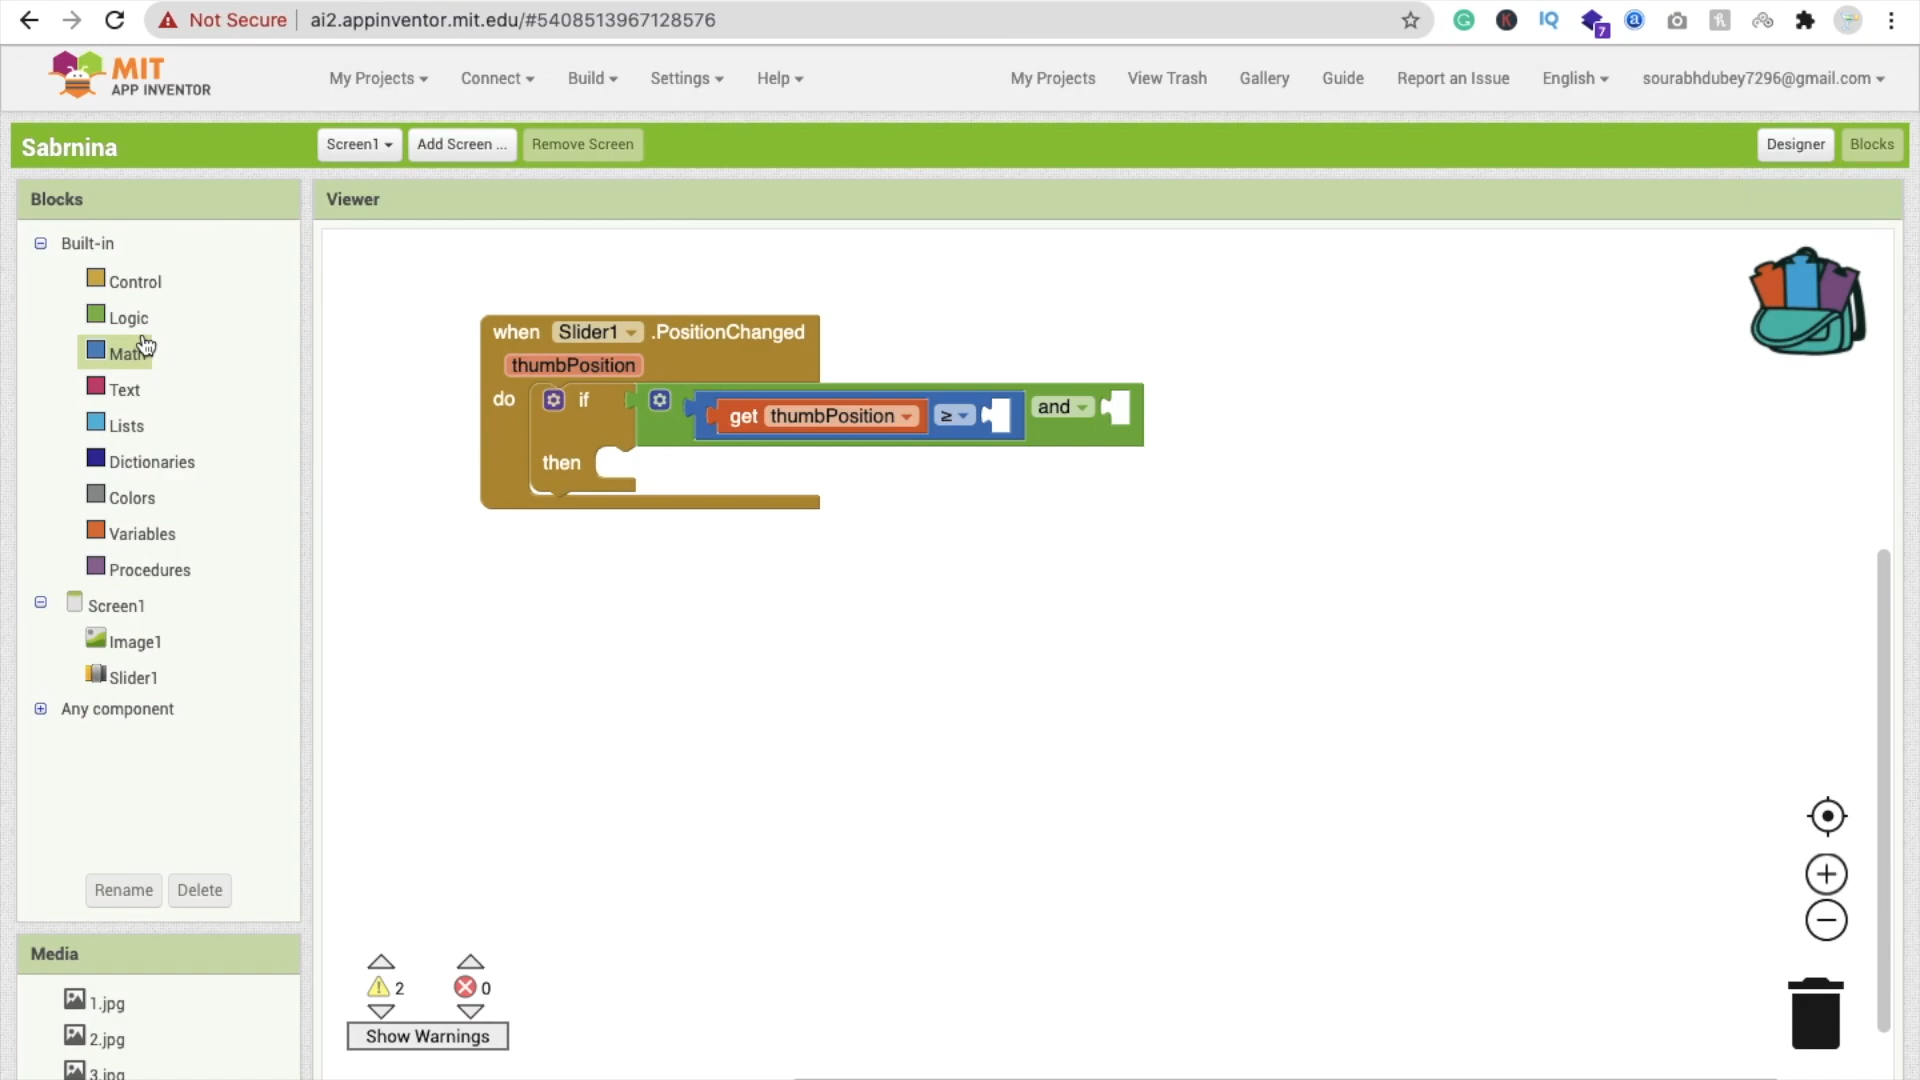 Not Secure
ai2.appinventor.mit.edu/#5408513967128576
7
MIT
APP INVENTOR
My Projects
Connect
Build
Settings
Help
My Projects
View Trash
Gallery
Guide
Report an Issue
English
sourabhdubey7296@gmail.com
Sabrnina
Screen1
Add Screen ...
Remove Screen
Designer
Blocks
Blocks
Viewer
Built-in
Control
Logic
Math
Text
Lists
Dictionaries
Colors
Variables
Procedures
Screen1
Image1
Slider1
Any component
Rename
Delete
Media
1.jpg
2.jpg
3.jpg
when Slider1 .PositionChanged
thumbPosition
do if get thumbPosition ≥ and
then
2
0
Show Warnings